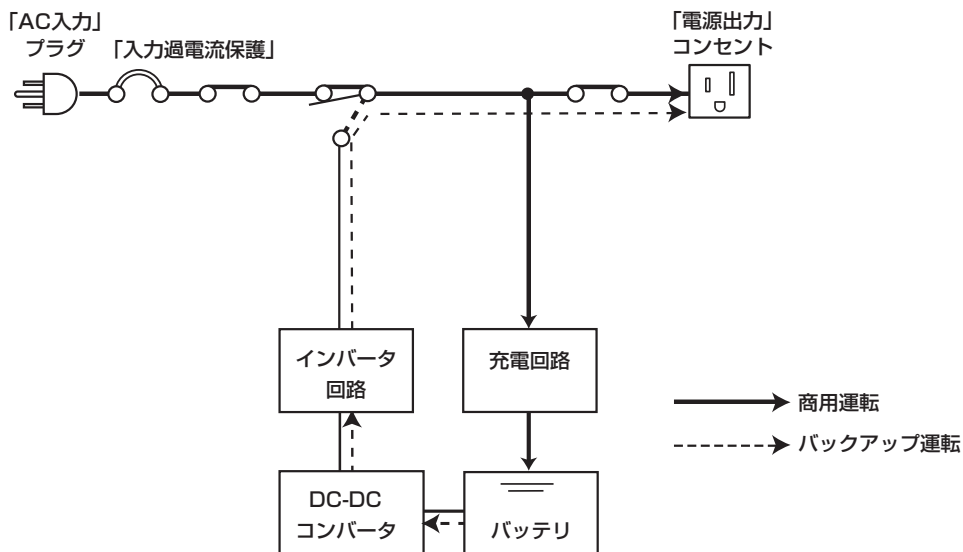 「AC入力」
プラグ
「入力過電流保護」
「電源出力」
コンセント
インバータ
回路
充電回路
商用運転
バックアップ運転
DC-DC
コンバータ
バッテリ